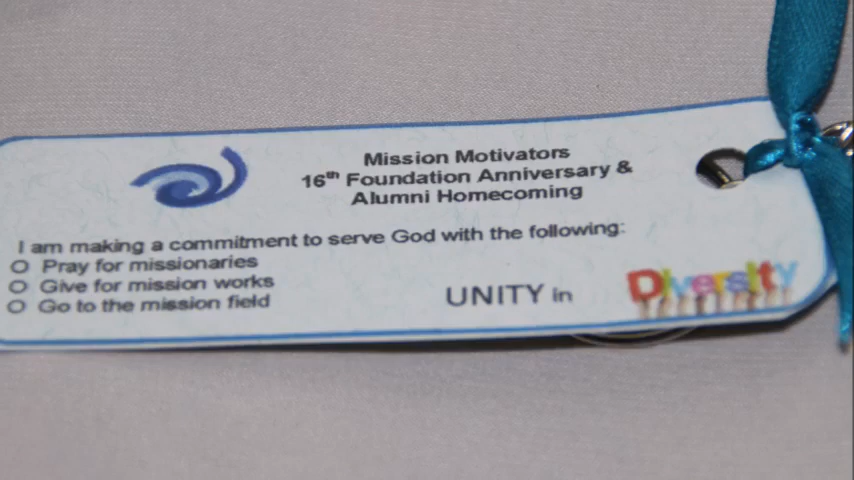 Mission Motivators
16th Foundation Anniversary &
Alumni Homecoming
I am making a commitment to serve God with the following:
O Pray for missionaries
O Give for mission works
O Go to the mission field
UNITY in Diversity